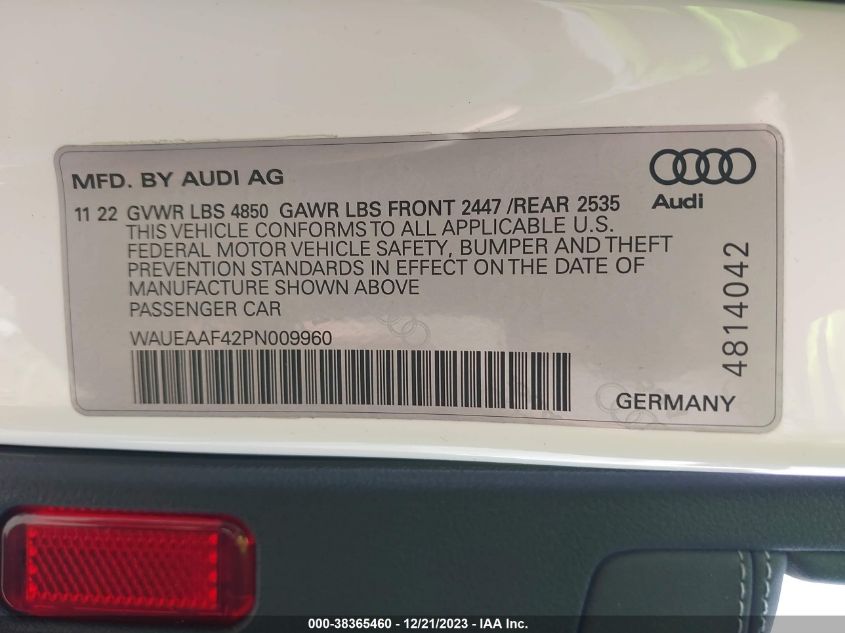 MFD. BY AUDI AG
Audi
11 22 GVWR LBS 4850 GAWR LBS FRONT 2447 /REAR 2535
THIS VEHICLE CONFORMS TO ALL APPLICABLE U.S.
FEDERAL MOTOR VEHICLE SAFETY, BUMPER AND THEFT
PREVENTION STANDARDS IN EFFECT ON THE DATE OF
MANUFACTURE SHOWN ABOVE
PASSENGER CAR
WAUEAAF42PN009960
GERMANY
4814042
000-38365460 - 12/21/2023 - IAA Inc.